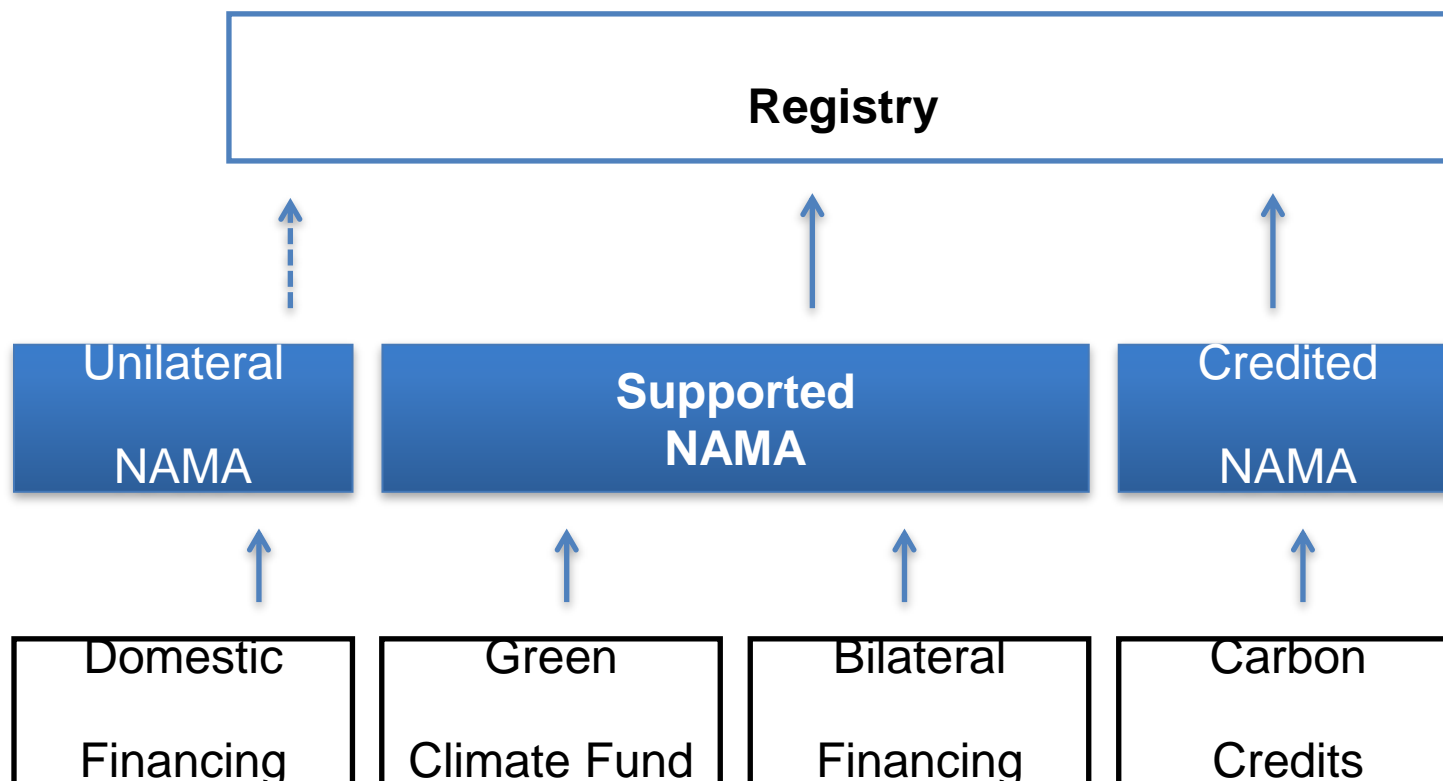 Registry
Unilateral
NAMA
Supported
NAMA
Credited
NAMA
Domestic
Financing
Green
Climate Fund
Bilateral
Financing
Carbon
Credits